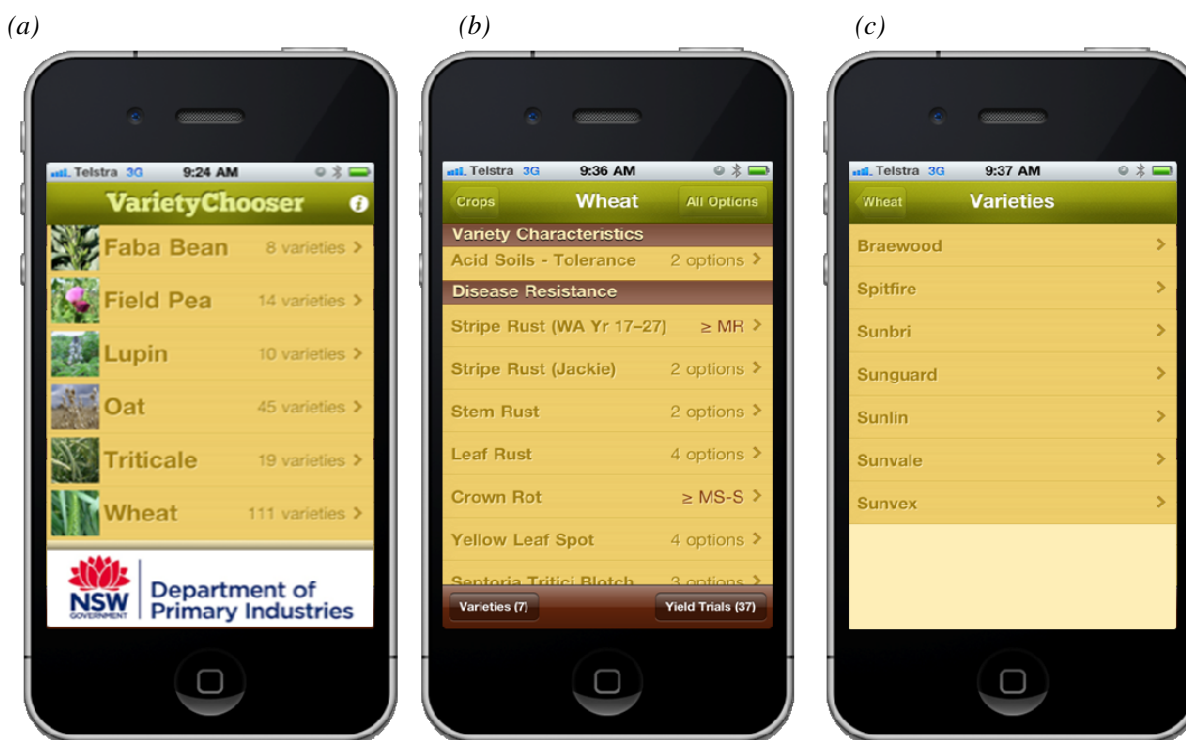 (a)
Telstra 3G 9:24 AM
VarietyChooser i
Faba Bean 8 varieties >
Field Pea 14 varieties >
Lupin 10 varieties >
Oat 45 varieties >
Triticale 19 varieties >
Wheat 111 varieties >
NSW
GOVERNMENT
Department of
Primary Industries
(b)
Telstra 3G 9:36 AM
Crops Wheat All Options
Variety Characteristics
Acid Soils - Tolerance 2 options >
Disease Resistance
Stripe Rust (WA Yr 17–27) ≥ MR >
Stripe Rust (Jackie) 2 options >
Stem Rust 2 options >
Leaf Rust 4 options >
Crown Rot ≥ MS-S >
Yellow Leaf Spot 4 options >
Septoria Tritici Blotch 3 options >
Varieties (7) Yield Trials (37)
(c)
Telstra 3G 9:37 AM
Wheat Varieties
Braewood >
Spitfire >
Sunbri >
Sunguard >
Sunlin >
Sunvale >
Sunvex >